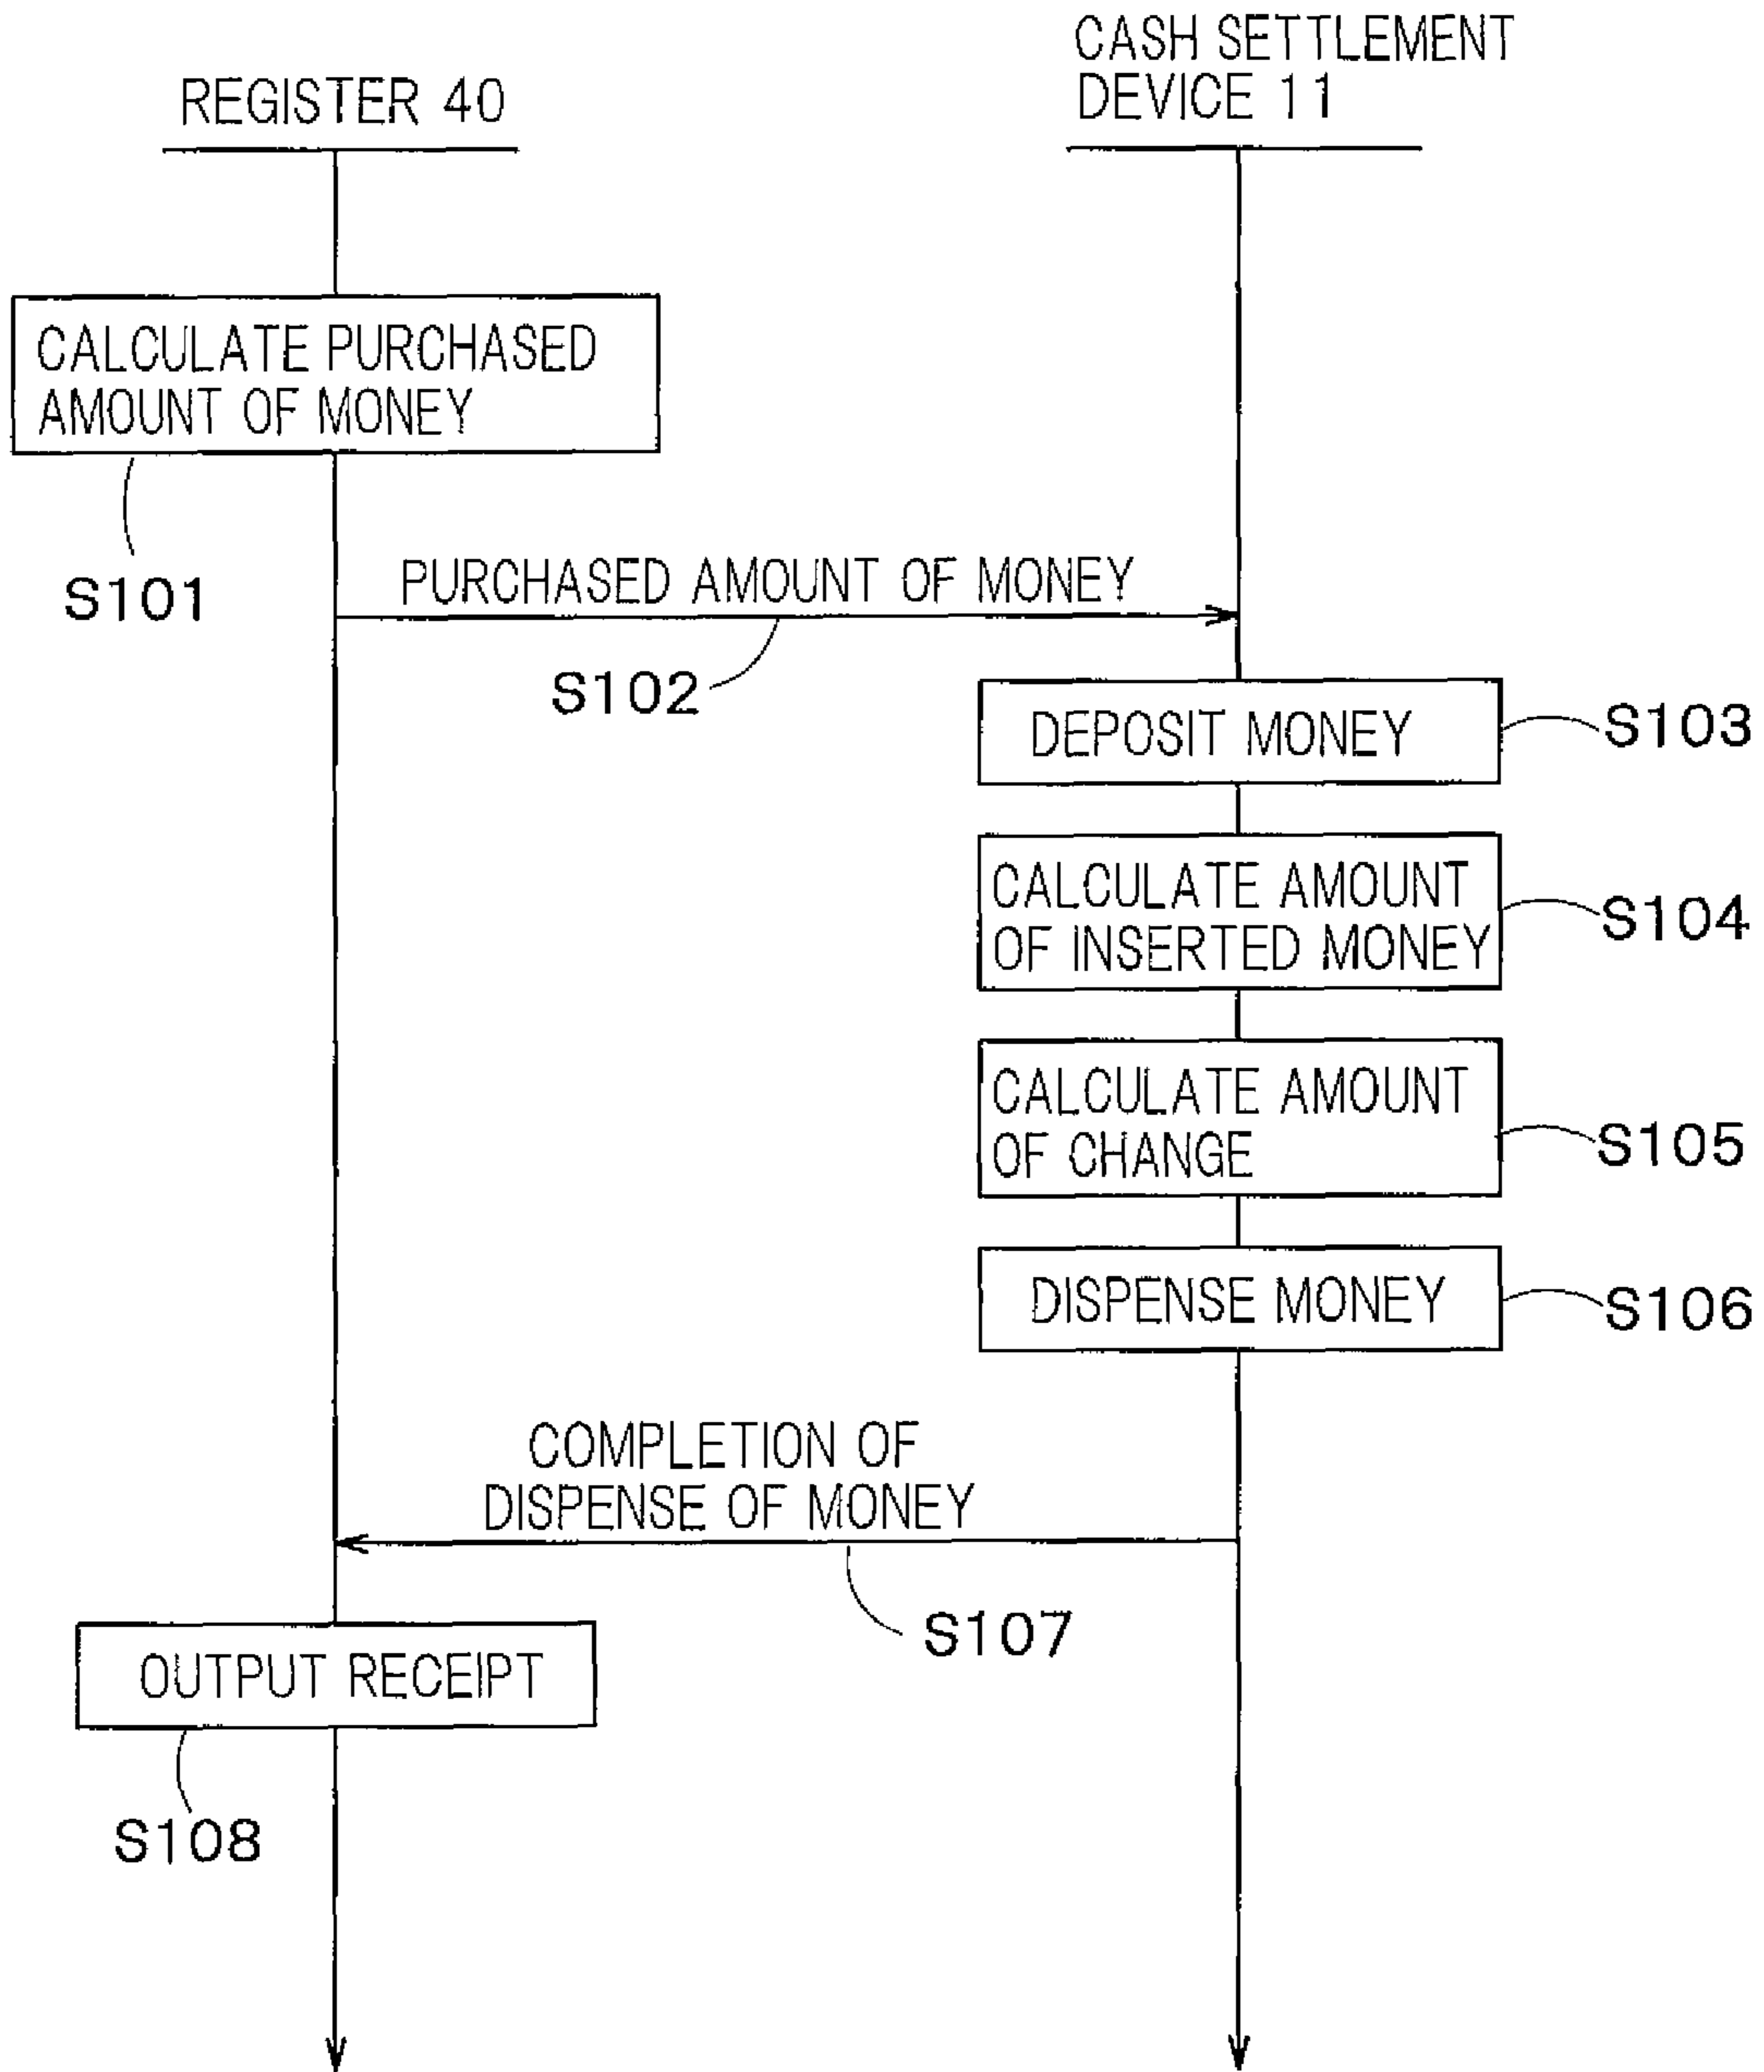 REGISTER 40
CASH SETTLEMENT
DEVICE 11
CALCULATE PURCHASED
AMOUNT OF MONEY
S101
PURCHASED AMOUNT OF MONEY
S102
DEPOSIT MONEY
S103
CALCULATE AMOUNT
OF INSERTED MONEY
S104
CALCULATE AMOUNT
OF CHANGE
S105
DISPENSE MONEY
S106
COMPLETION OF
DISPENSE OF MONEY
S107
OUTPUT RECEIPT
S108